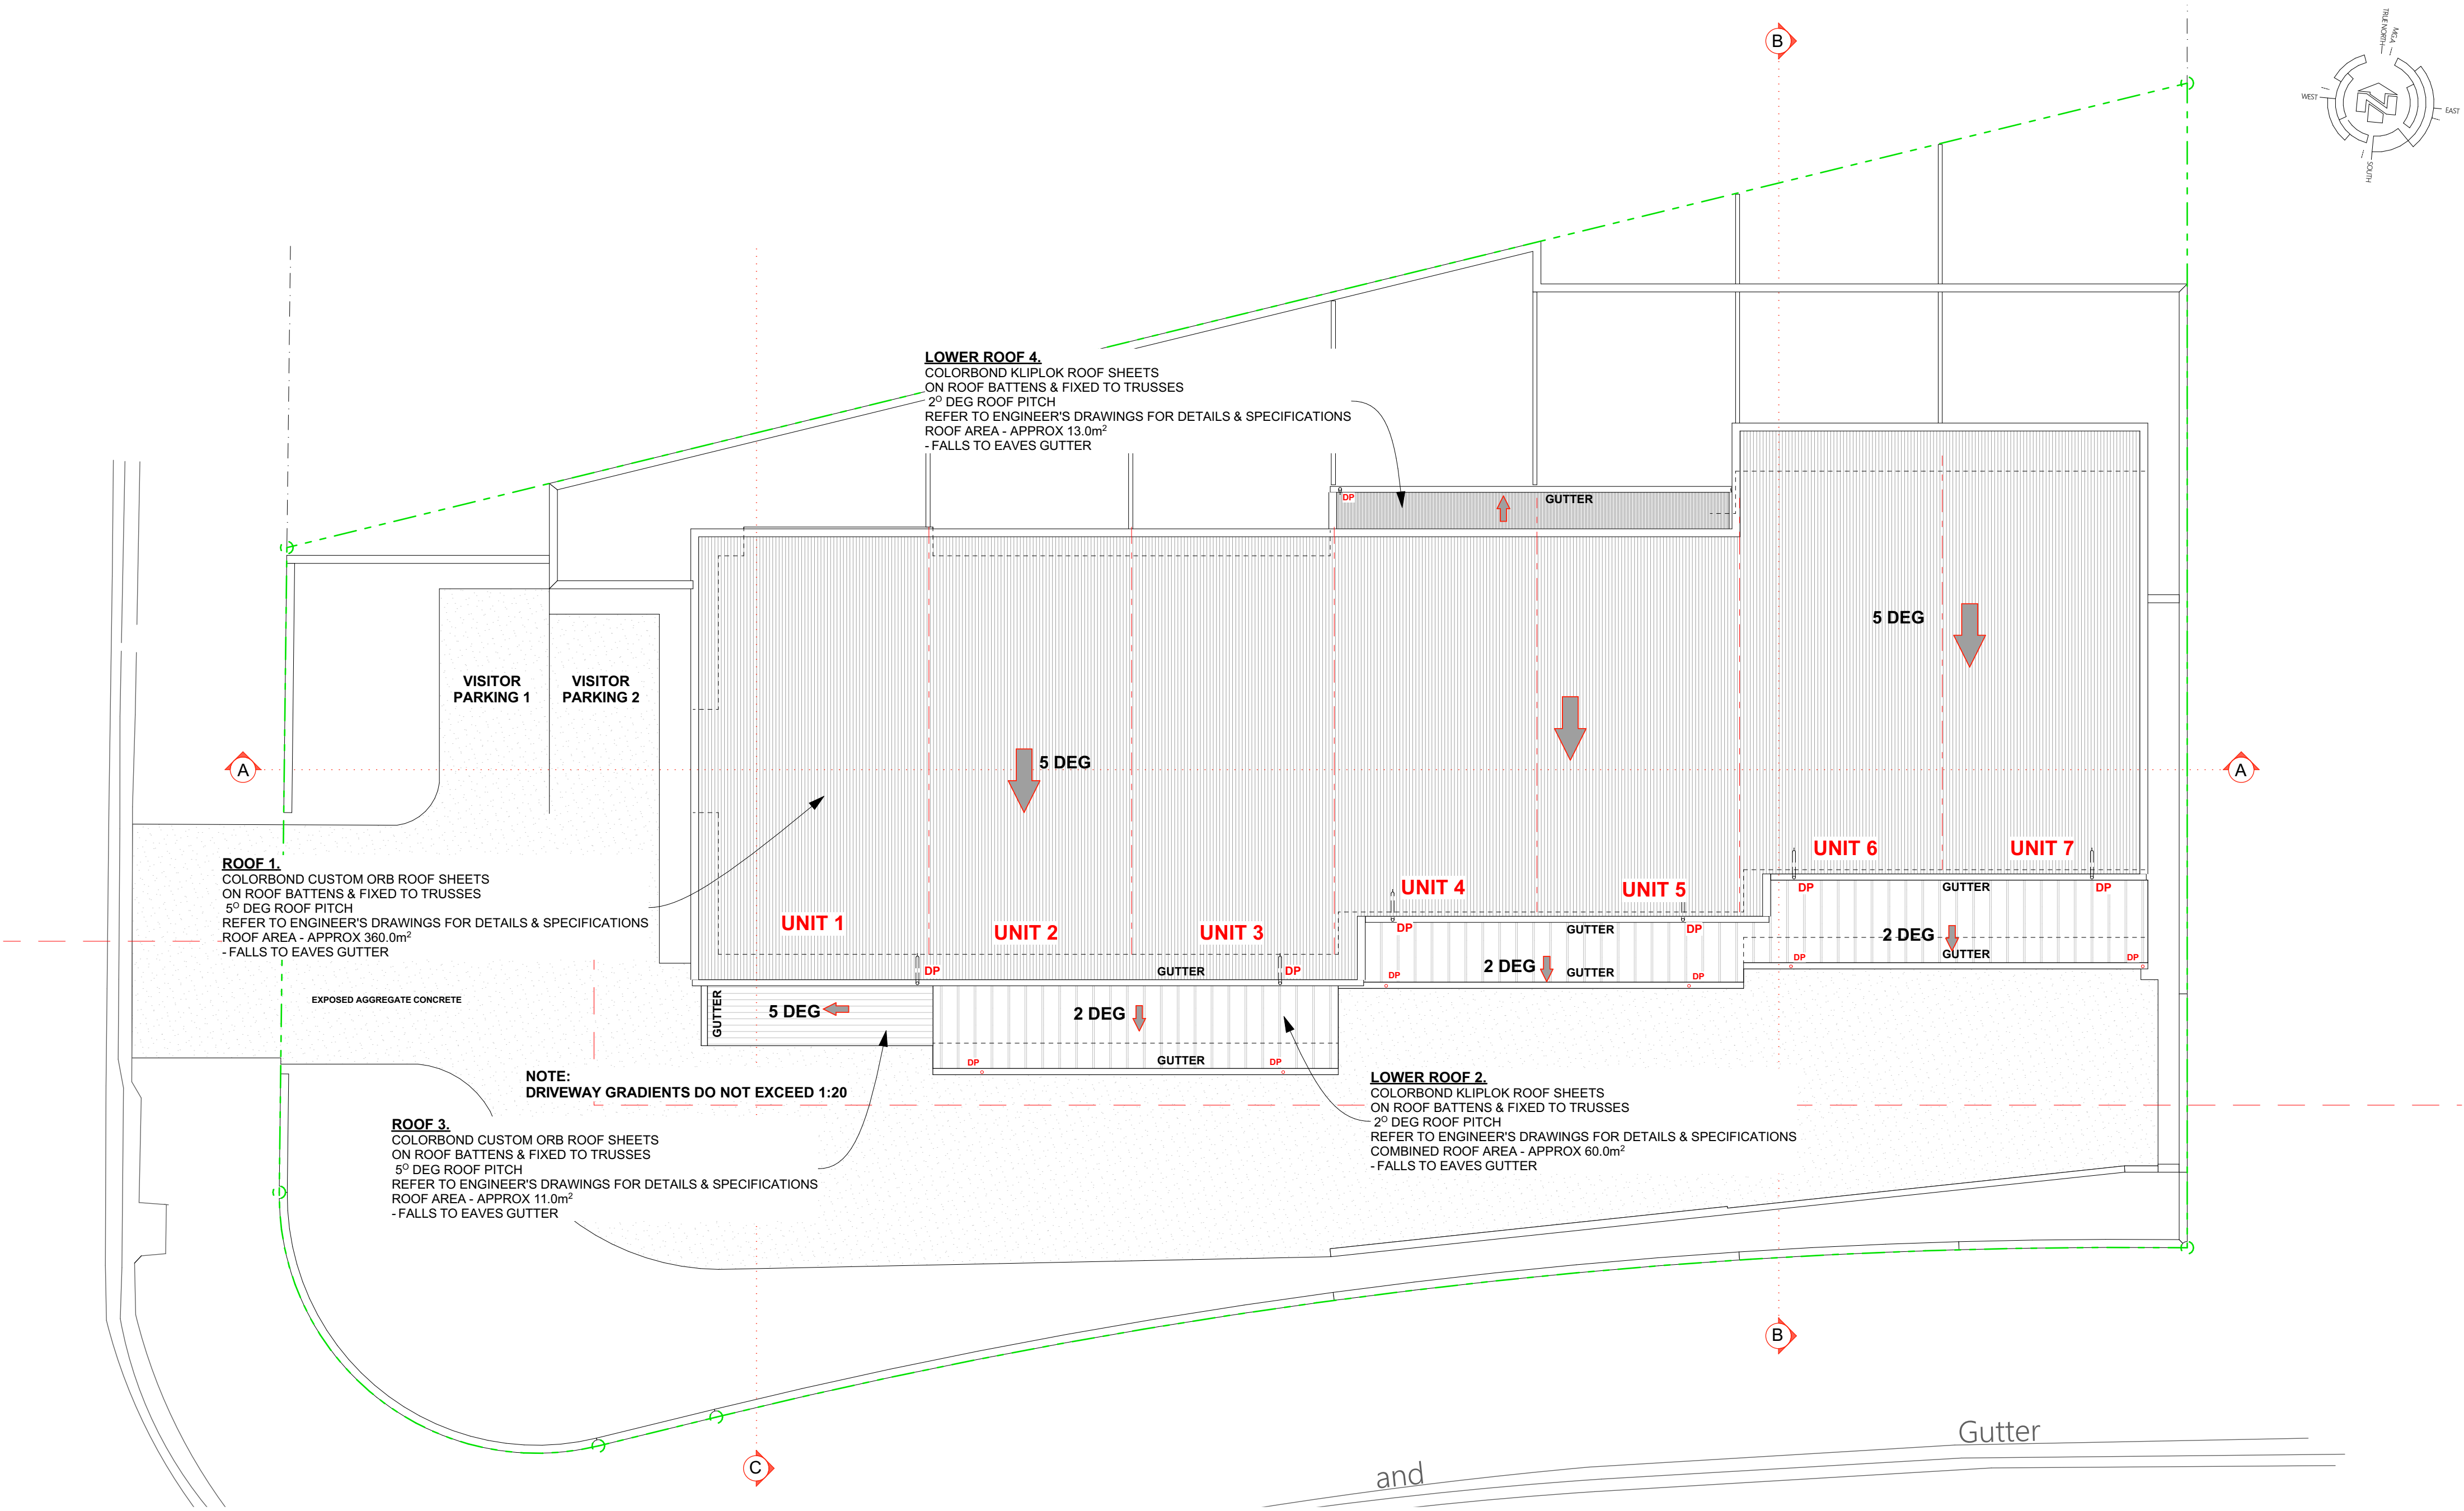 B
TRUE NORTH
MGA
WEST
EAST
SOUTH
LOWER ROOF 4.
COLORBOND KLIPLOK ROOF SHEETS
ON ROOF BATTENS & FIXED TO TRUSSES
2⁰ DEG ROOF PITCH
REFER TO ENGINEER'S DRAWINGS FOR DETAILS & SPECIFICATIONS
ROOF AREA - APPROX 13.0m²
- FALLS TO EAVES GUTTER
DP
GUTTER
5 DEG
VISITOR
PARKING 1
VISITOR
PARKING 2
A
5 DEG
A
ROOF 1.
COLORBOND CUSTOM ORB ROOF SHEETS
ON ROOF BATTENS & FIXED TO TRUSSES
5⁰ DEG ROOF PITCH
REFER TO ENGINEER'S DRAWINGS FOR DETAILS & SPECIFICATIONS
ROOF AREA - APPROX 360.0m²
- FALLS TO EAVES GUTTER
UNIT 1
UNIT 2
UNIT 3
UNIT 4
UNIT 5
UNIT 6
UNIT 7
DP
GUTTER
DP
DP
GUTTER
DP
DP
GUTTER
DP
2 DEG
GUTTER
DP
DP
2 DEG
GUTTER
DP
DP
EXPOSED AGGREGATE CONCRETE
GUTTER
5 DEG
2 DEG
DP
GUTTER
DP
NOTE:
DRIVEWAY GRADIENTS DO NOT EXCEED 1:20
LOWER ROOF 2.
COLORBOND KLIPLOK ROOF SHEETS
ON ROOF BATTENS & FIXED TO TRUSSES
2⁰ DEG ROOF PITCH
REFER TO ENGINEER'S DRAWINGS FOR DETAILS & SPECIFICATIONS
COMBINED ROOF AREA - APPROX 60.0m²
- FALLS TO EAVES GUTTER
ROOF 3.
COLORBOND CUSTOM ORB ROOF SHEETS
ON ROOF BATTENS & FIXED TO TRUSSES
5⁰ DEG ROOF PITCH
REFER TO ENGINEER'S DRAWINGS FOR DETAILS & SPECIFICATIONS
ROOF AREA - APPROX 11.0m²
- FALLS TO EAVES GUTTER
B
C
and
Gutter